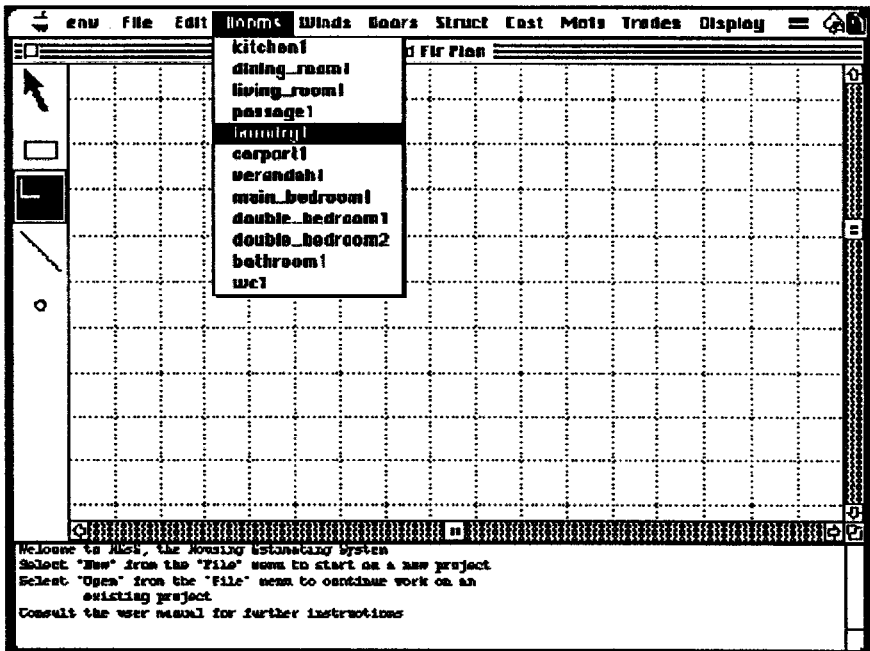 env File Edit Rooms Winds Doors Struct Cost Mats Trades Display
d Flr Plan
kitchen1
dining_room1
living_room1
passage1
laundry1
carport1
verandah1
main_bedroom1
double_bedroom1
double_bedroom2
bathroom1
wc1
Welcome to the Housing Estimating System
Select "New" from the "File" menu to start on a new project
Select "Open" from the "File" menu to continue work on an
existing project
Consult the user manual for further instructions